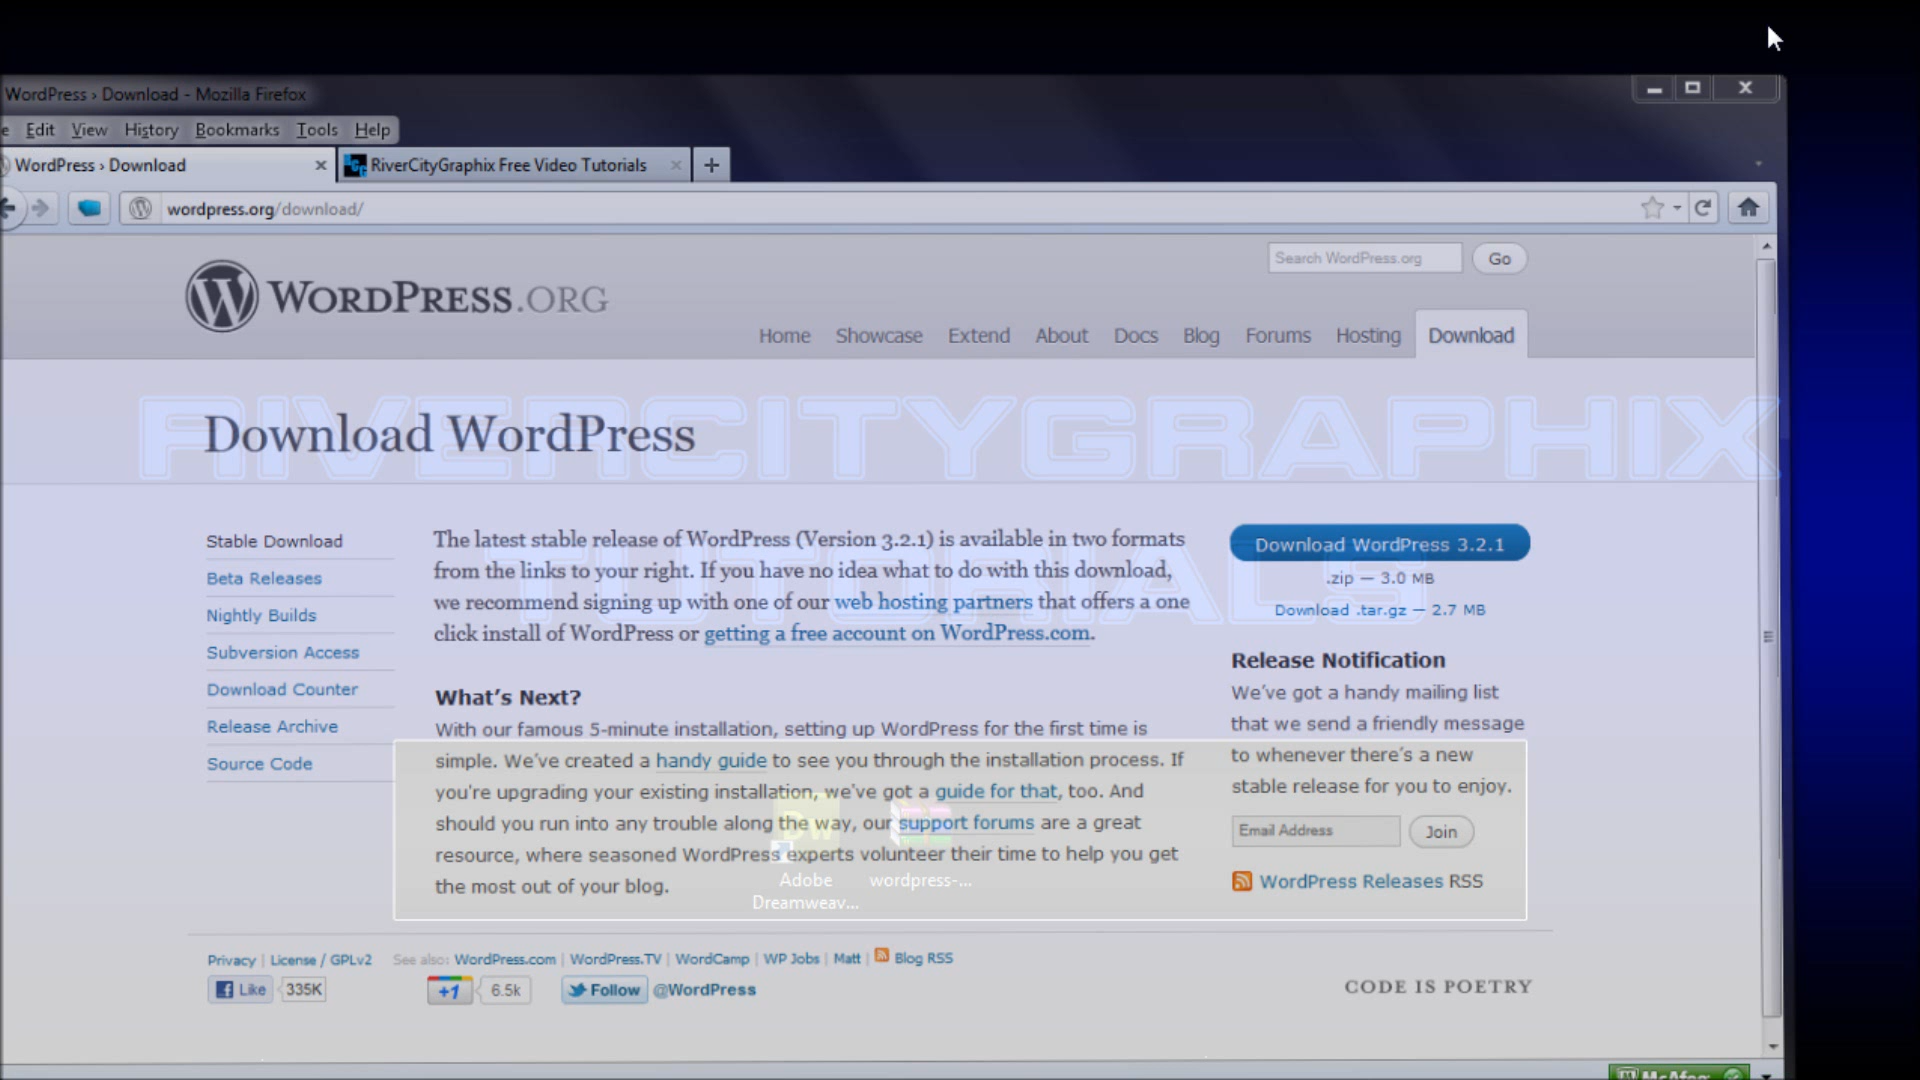 WordPress › Download - Mozilla Firefox
Edit View History Bookmarks Tools Help
WordPress › Download
RiverCityGraphix Free Video Tutorials
wordpress.org/download/
Search WordPress.org
Go
WORDPRESS.ORG
Home Showcase Extend About Docs Blog Forums Hosting Download
RIVERCITYGRAPHIX
Download WordPress
TUTORIALS
Stable Download
Beta Releases
Nightly Builds
Subversion Access
Download Counter
Release Archive
Source Code
The latest stable release of WordPress (Version 3.2.1) is available in two formats
from the links to your right. If you have no idea what to do with this download,
we recommend signing up with one of our web hosting partners that offers a one
click install of WordPress or getting a free account on WordPress.com.
What's Next?
With our famous 5-minute installation, setting up WordPress for the first time is
simple. We've created a handy guide to see you through the installation process. If
you're upgrading your existing installation, we've got a guide for that, too. And
should you run into any trouble along the way, our support forums are a great
resource, where seasoned WordPress experts volunteer their time to help you get
the most out of your blog.
Dw
Adobe
Dreamweav...
wordpress-...
Download WordPress 3.2.1
.zip — 3.0 MB
Download .tar.gz — 2.7 MB
Release Notification
We've got a handy mailing list
that we send a friendly message
to whenever there's a new
stable release for you to enjoy.
Email Address
Join
WordPress Releases RSS
Privacy | License / GPLv2
See also: WordPress.com | WordPress.TV | WordCamp | WP Jobs | Matt | Blog RSS
Like 335K
+1 6.5k
Follow @WordPress
CODE IS POETRY
McAfee